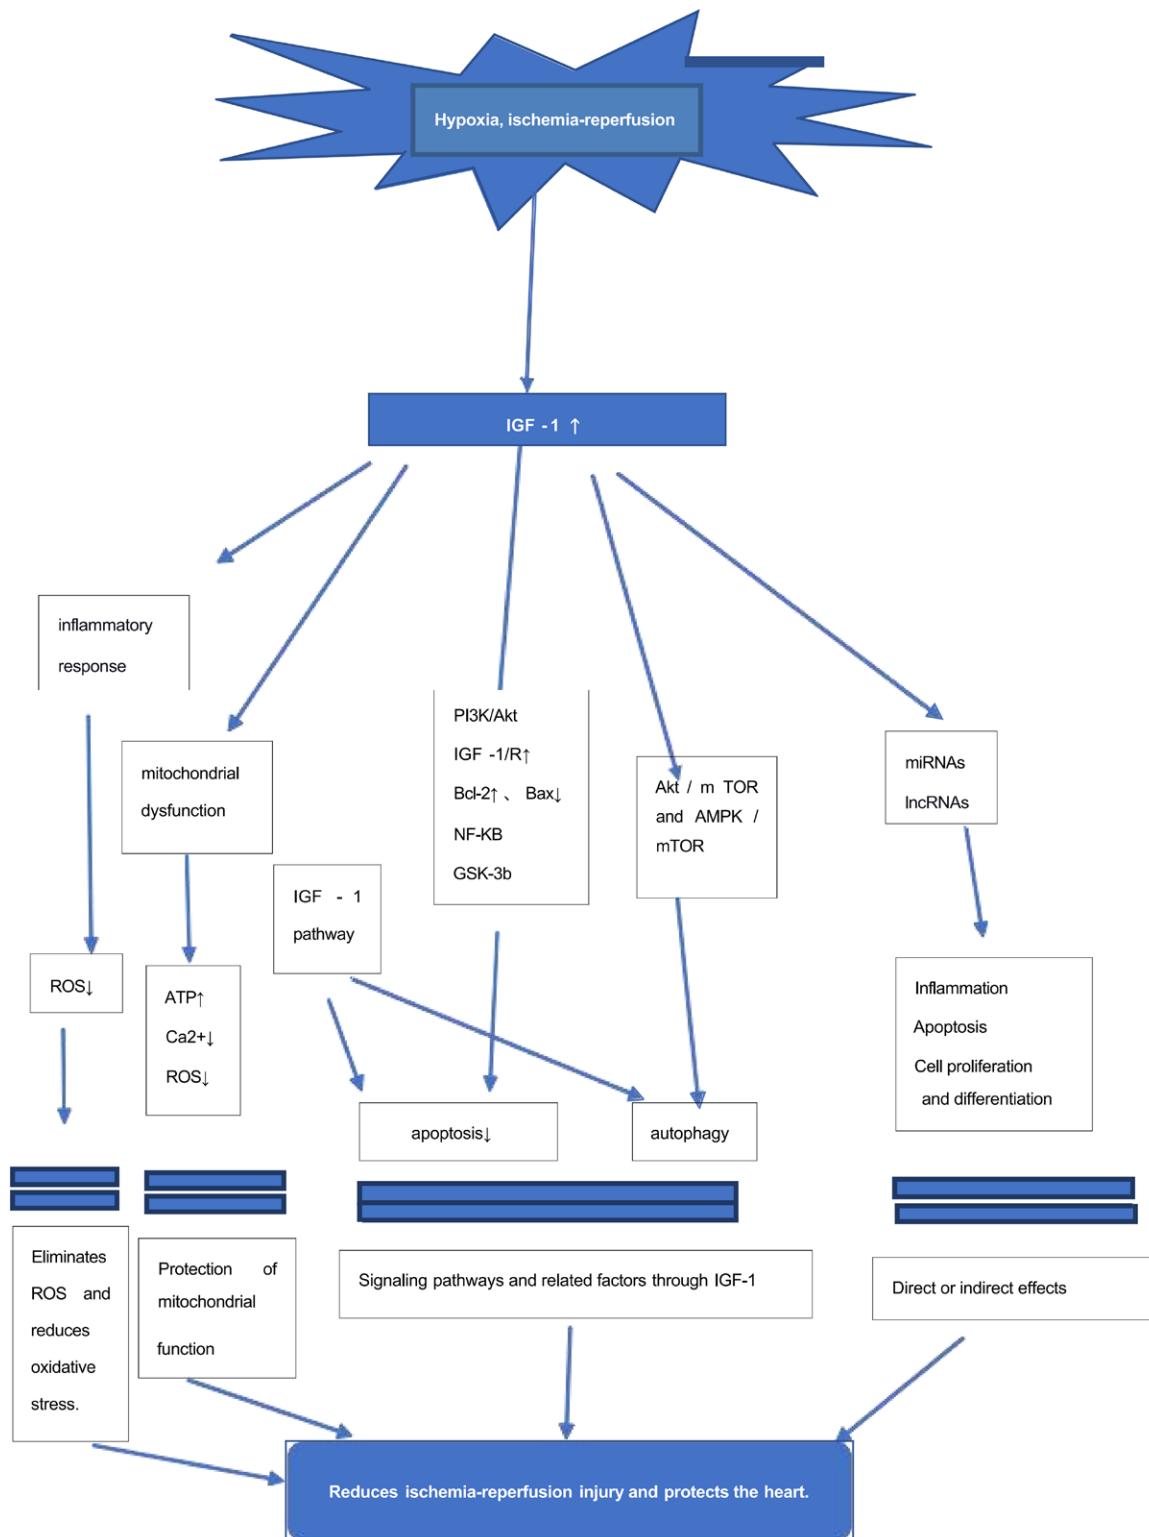 Hypoxia, ischemia-reperfusion
IGF - 1 ↑
inflammatory
response
mitochondrial
dysfunction
PI3K/Akt
IGF -1/R↑
Bcl-2↑ 、 Bax↓
NF-KB
GSK-3b
Akt / m TOR
and AMPK /
mTOR
miRNAs
lncRNAs
IGF - 1
pathway
ROS↓
ATP↑
Ca2+↓
ROS↓
Inflammation
Apoptosis
Cell proliferation
and differentiation
apoptosis↓
autophagy
Eliminates
ROS and
reduces
oxidative
stress.
Protection of
mitochondrial
function
Signaling pathways and related factors through IGF-1
Direct or indirect effects
Reduces ischemia-reperfusion injury and protects the heart.